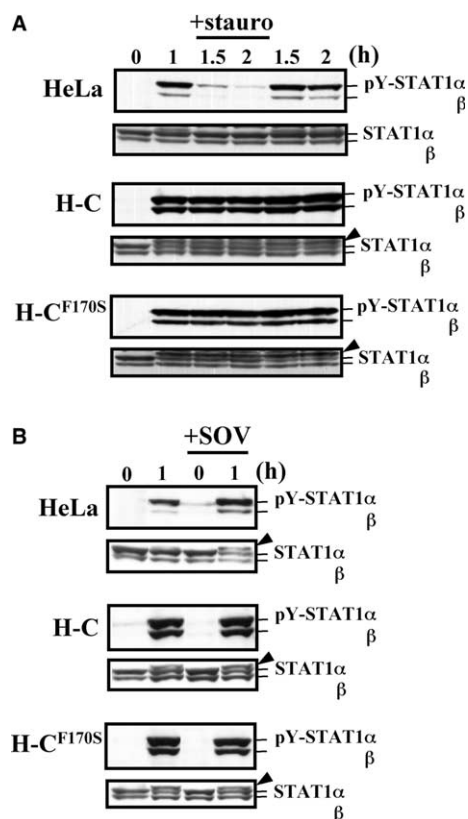 A
+stauro
0 1 1.5 2 1.5 2 (h)
HeLa
pY-STAT1α
β
STAT1α
β
H-C
pY-STAT1α
β
STAT1α
β
H-C^F170S
pY-STAT1α
β
STAT1α
β
B
+SOV
0 1 0 1 (h)
HeLa
pY-STAT1α
β
STAT1α
β
H-C
pY-STAT1α
β
STAT1α
β
H-C^F170S
pY-STAT1α
β
STAT1α
β